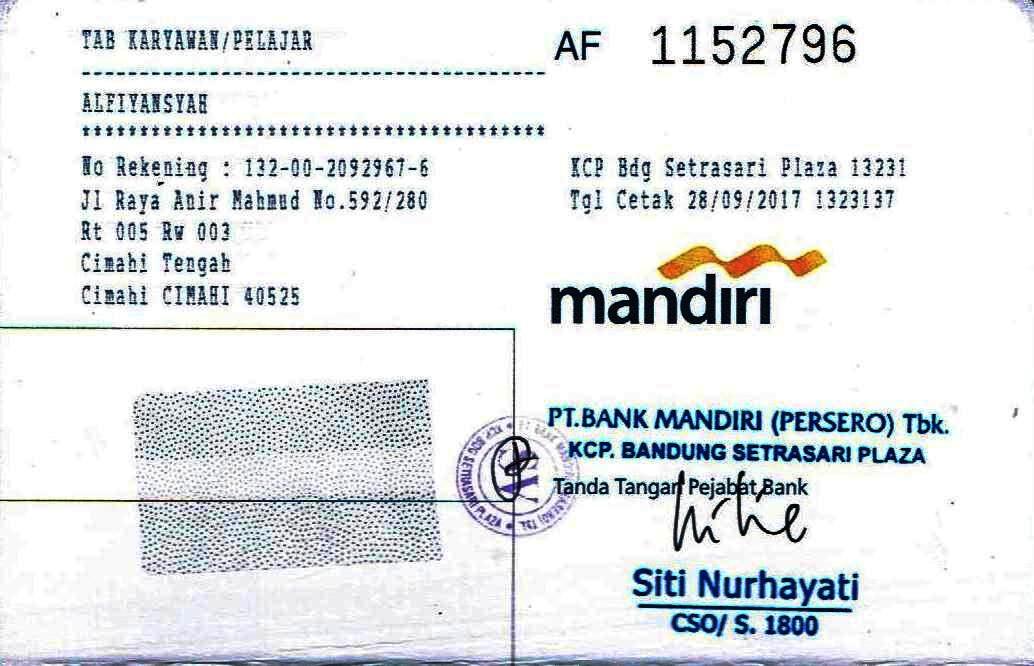 TAB KARYAWAN/PELAJAR
AF 1152796
ALFIYANSYAH
****************************************
No Rekening : 132-00-2092967-6
Jl Raya Amir Mahmud No.592/280
Rt 005 Rw 003
Cimahi Tengah
Cimahi CIMAHI 40525
KCP Bdg Setrasari Plaza 13231
Tgl Cetak 28/09/2017 1323137
mandiri
PT.BANK MANDIRI (PERSERO) Tbk.
KCP. BANDUNG SETRASARI PLAZA
Tanda Tangan Pejabat Bank
Siti Nurhayati
CSO/ S. 1800